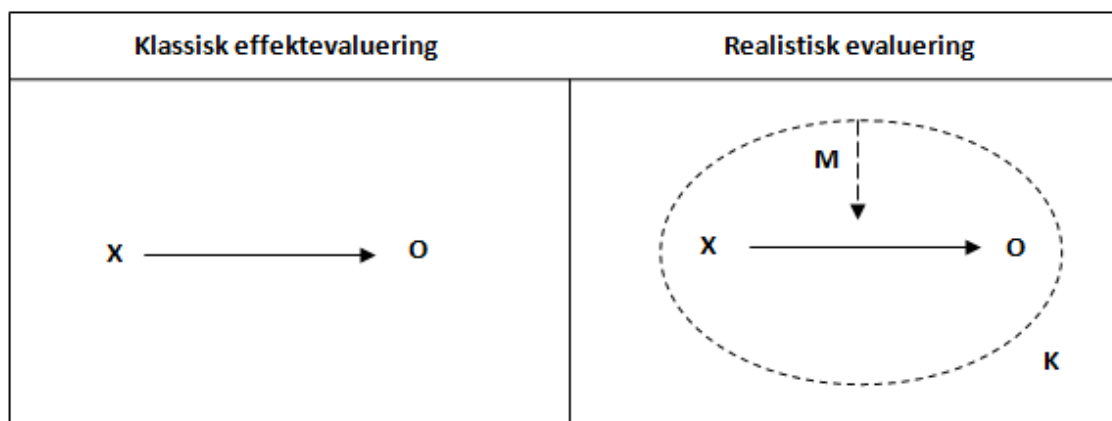 Klassisk effektevaluering
Realistisk evaluering
X
O
M
X
O
K